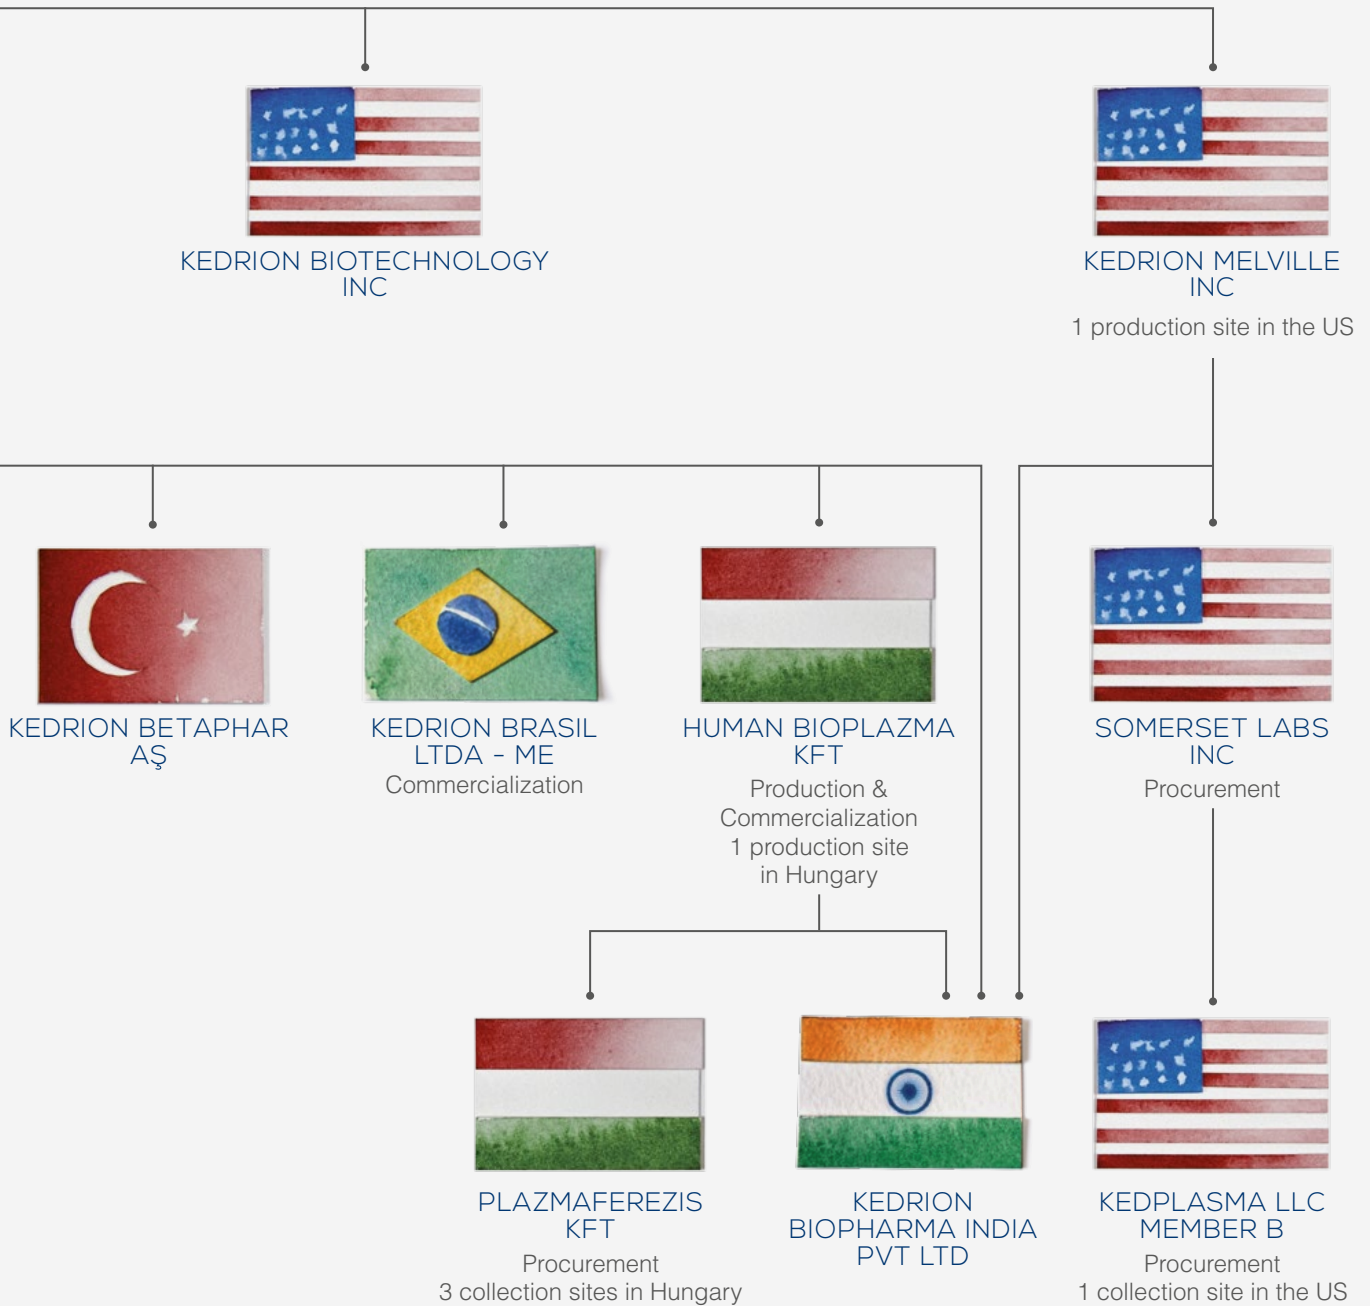 KEDRION BIOTECHNOLOGY
INC
KEDRION MELVILLE
INC
1 production site in the US
KEDRION BETAPHAR
AŞ
KEDRION BRASIL
LTDA - ME
Commercialization
HUMAN BIOPLAZMA
KFT
Production &
Commercialization
1 production site
in Hungary
SOMERSET LABS
INC
Procurement
PLAZMAFEREZIS
KFT
Procurement
3 collection sites in Hungary
KEDRION
BIOPHARMA INDIA
PVT LTD
KEDPLASMA LLC
MEMBER B
Procurement
1 collection site in the US